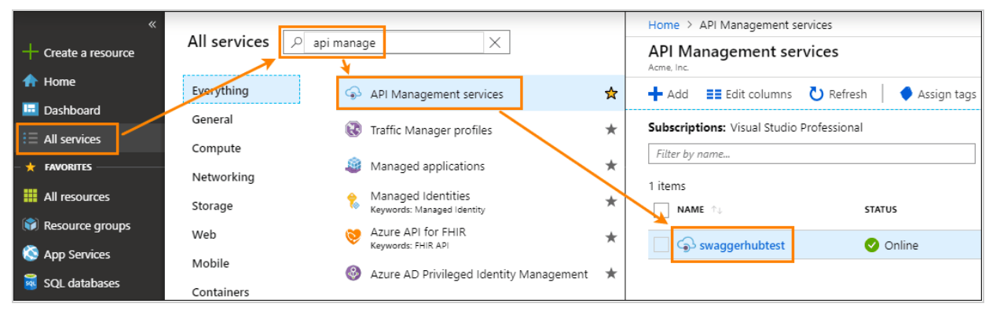 «
Create a resource
Home
Dashboard
All services
FAVORITES
All resources
Resource groups
App Services
SQL databases
SQL
All services
api manage
Everything
General
Compute
Networking
Storage
Web
Mobile
Containers
API Management services
Traffic Manager profiles
Managed applications
Managed Identities
Keywords: Managed Identity
Azure API for FHIR
Keywords: FHIR API
Azure AD Privileged Identity Management
Home > API Management services
API Management services
Acme, Inc.
Add Edit columns Refresh Assign tags
Subscriptions: Visual Studio Professional
Filter by name...
1 items
NAME ↑↓ STATUS
swaggerhubtest Online